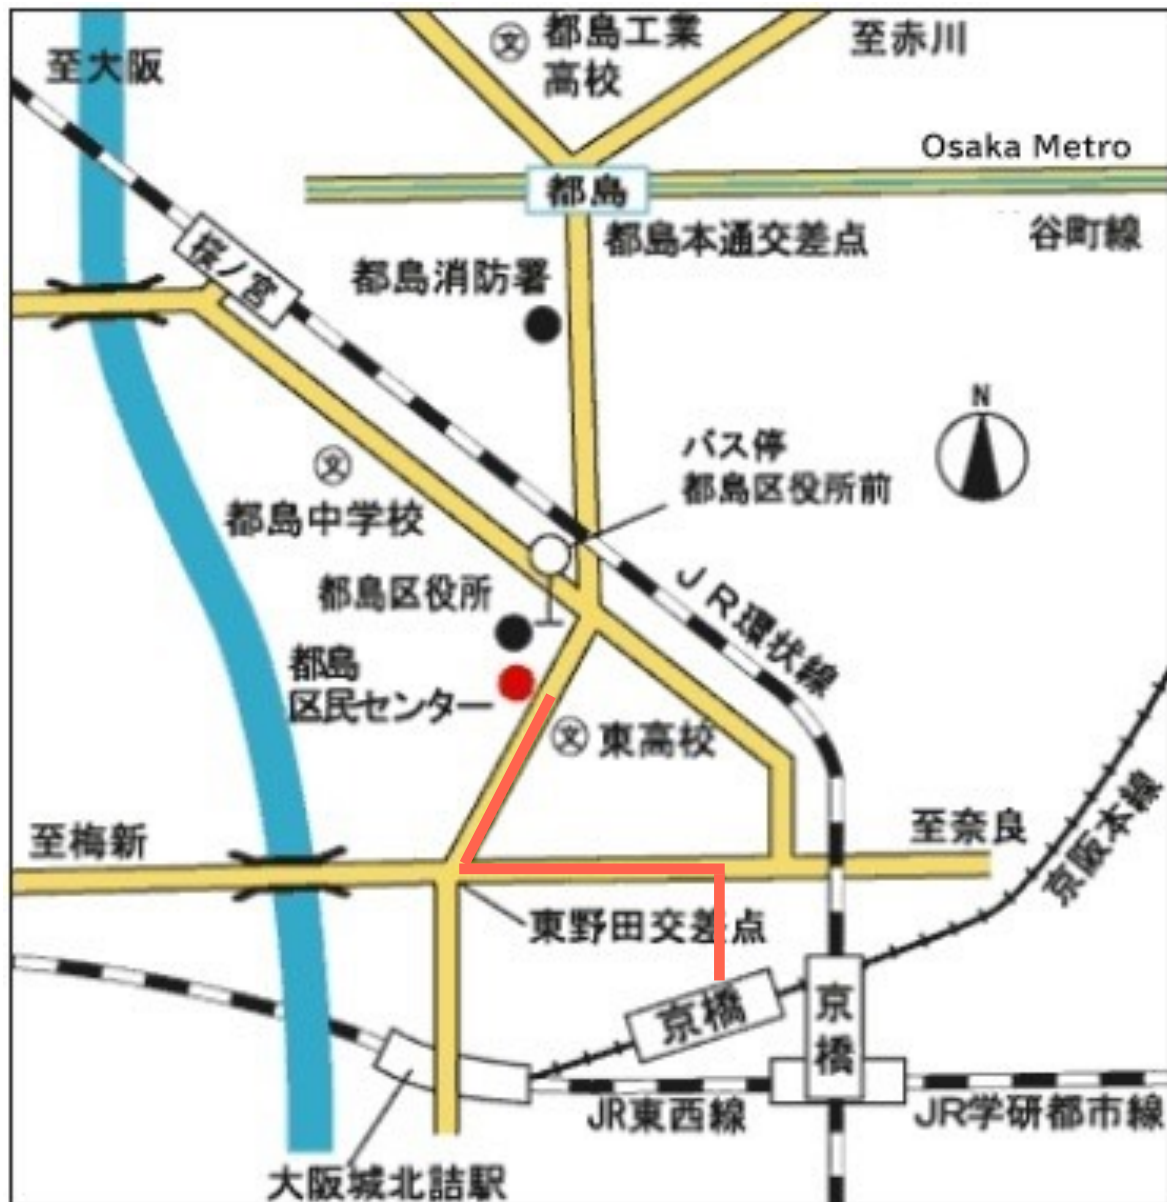 文
都島工業
高校
至赤川
至大阪
Osaka Metro
都島
都島本通交差点
谷町線
桜ノ宮
都島消防署
N
バス停
都島区役所前
文
都島中学校
JR環状線
都島区役所
都島
区民センター
文
東高校
至梅新
至奈良
京阪本線
東野田交差点
京橋
京橋
JR東西線
JR学研都市線
大阪城北詰駅